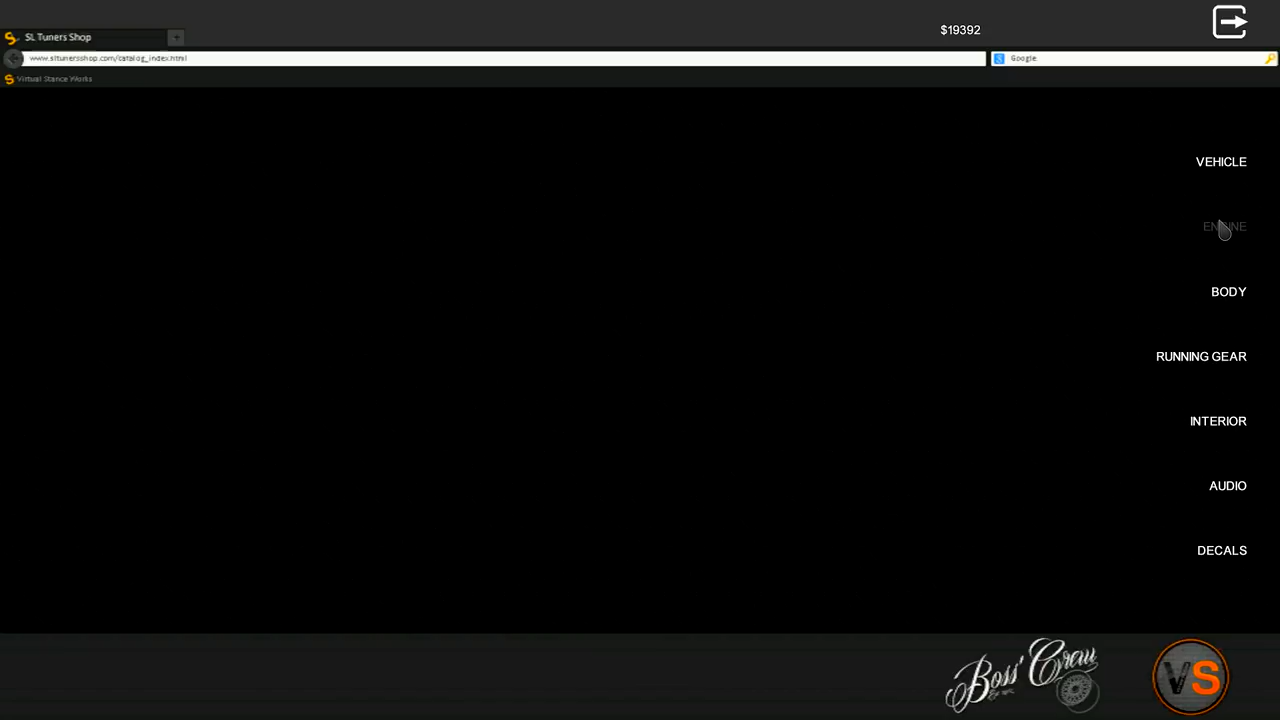 SL Tuners Shop
+
$19392
www.sltunersshop.com/catalog_index.html
Google
Virtual Stance Works
VEHICLE
ENGINE
BODY
RUNNING GEAR
INTERIOR
AUDIO
DECALS
Boss' Crew
VS